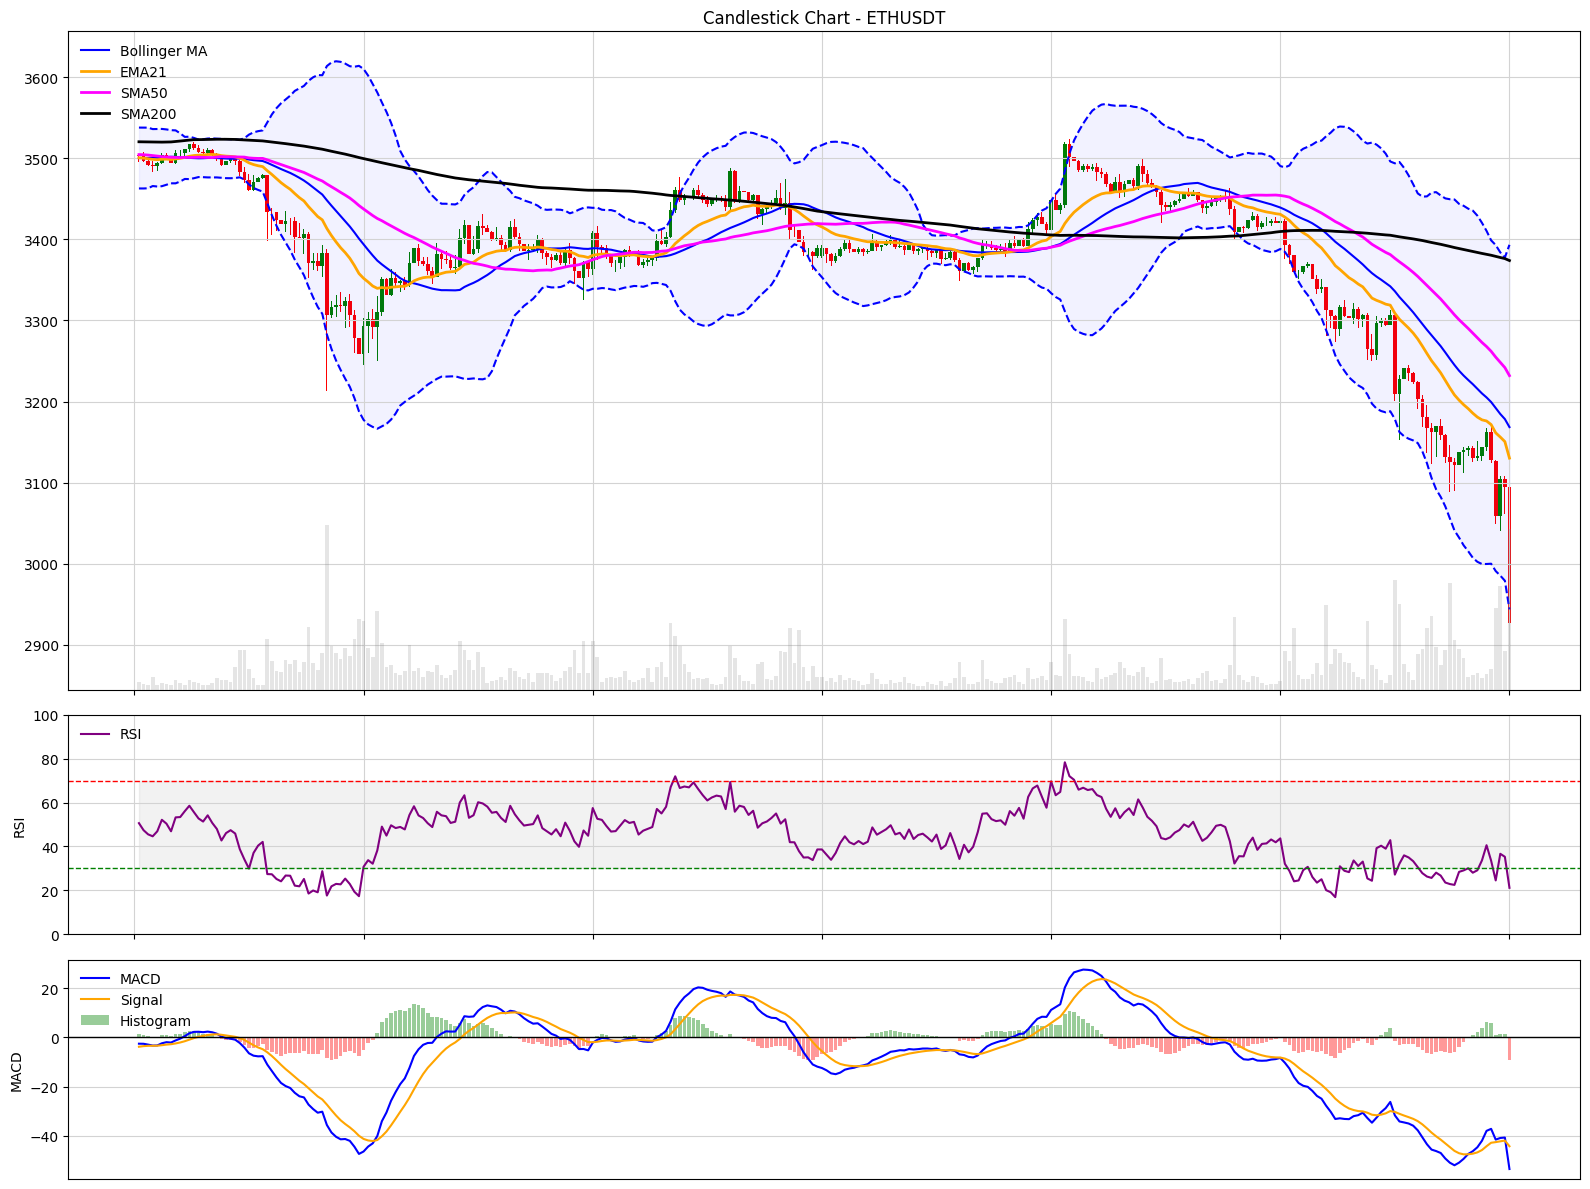 Candlestick Chart - ETHUSDT
Bollinger MA
EMA21
SMA50
SMA200
3600
3500
3400
3300
3200
3100
3000
2900
RSI
RSI
100
80
60
40
20
0
MACD
Signal
Histogram
MACD
20
0
−20
−40